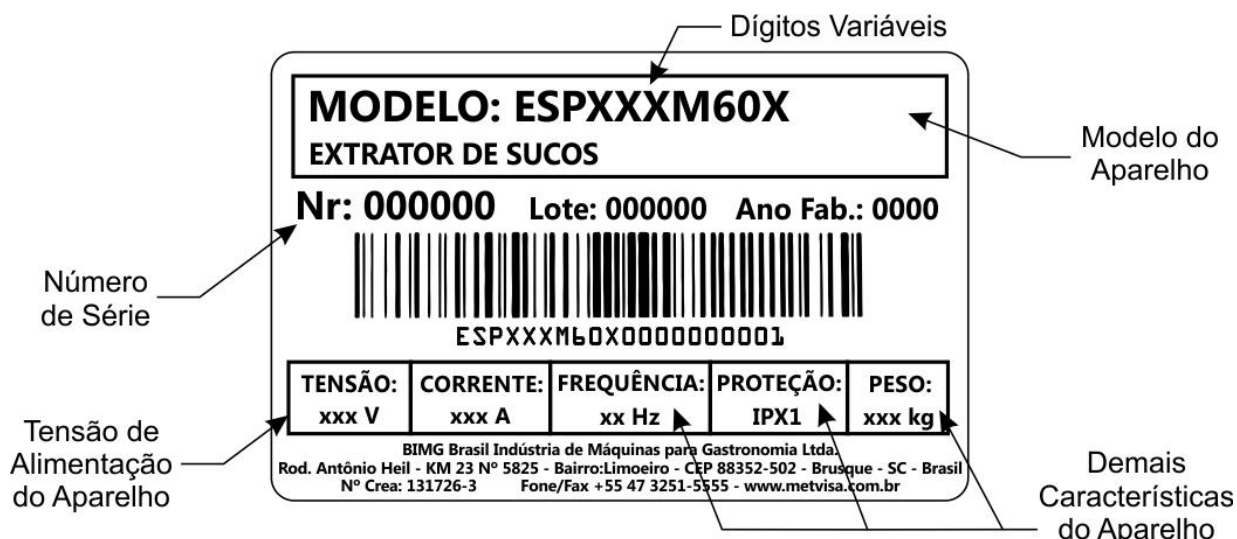 Dígitos Variáveis
MODELO: ESPXXXM60X
EXTRATOR DE SUCOS
Modelo do
Aparelho
Nr: 000000 Lote: 000000 Ano Fab.: 0000
Número
de Série
ESPXXXM60X0000000001
TENSÃO: CORRENTE: FREQUÊNCIA: PROTEÇÃO: PESO:
xxx V xxx A xx Hz IPX1 xxx kg
Tensão de
Alimentação
do Aparelho
BIMG Brasil Indústria de Máquinas para Gastronomia Ltda.
Rod. Antônio Heil - KM 23 Nº 5825 - Bairro:Limoeiro - CEP 88352-502 - Brusque - SC - Brasil
Nº Crea: 131726-3 Fone/Fax +55 47 3251-5555 - www.metvisa.com.br
Demais
Características
do Aparelho